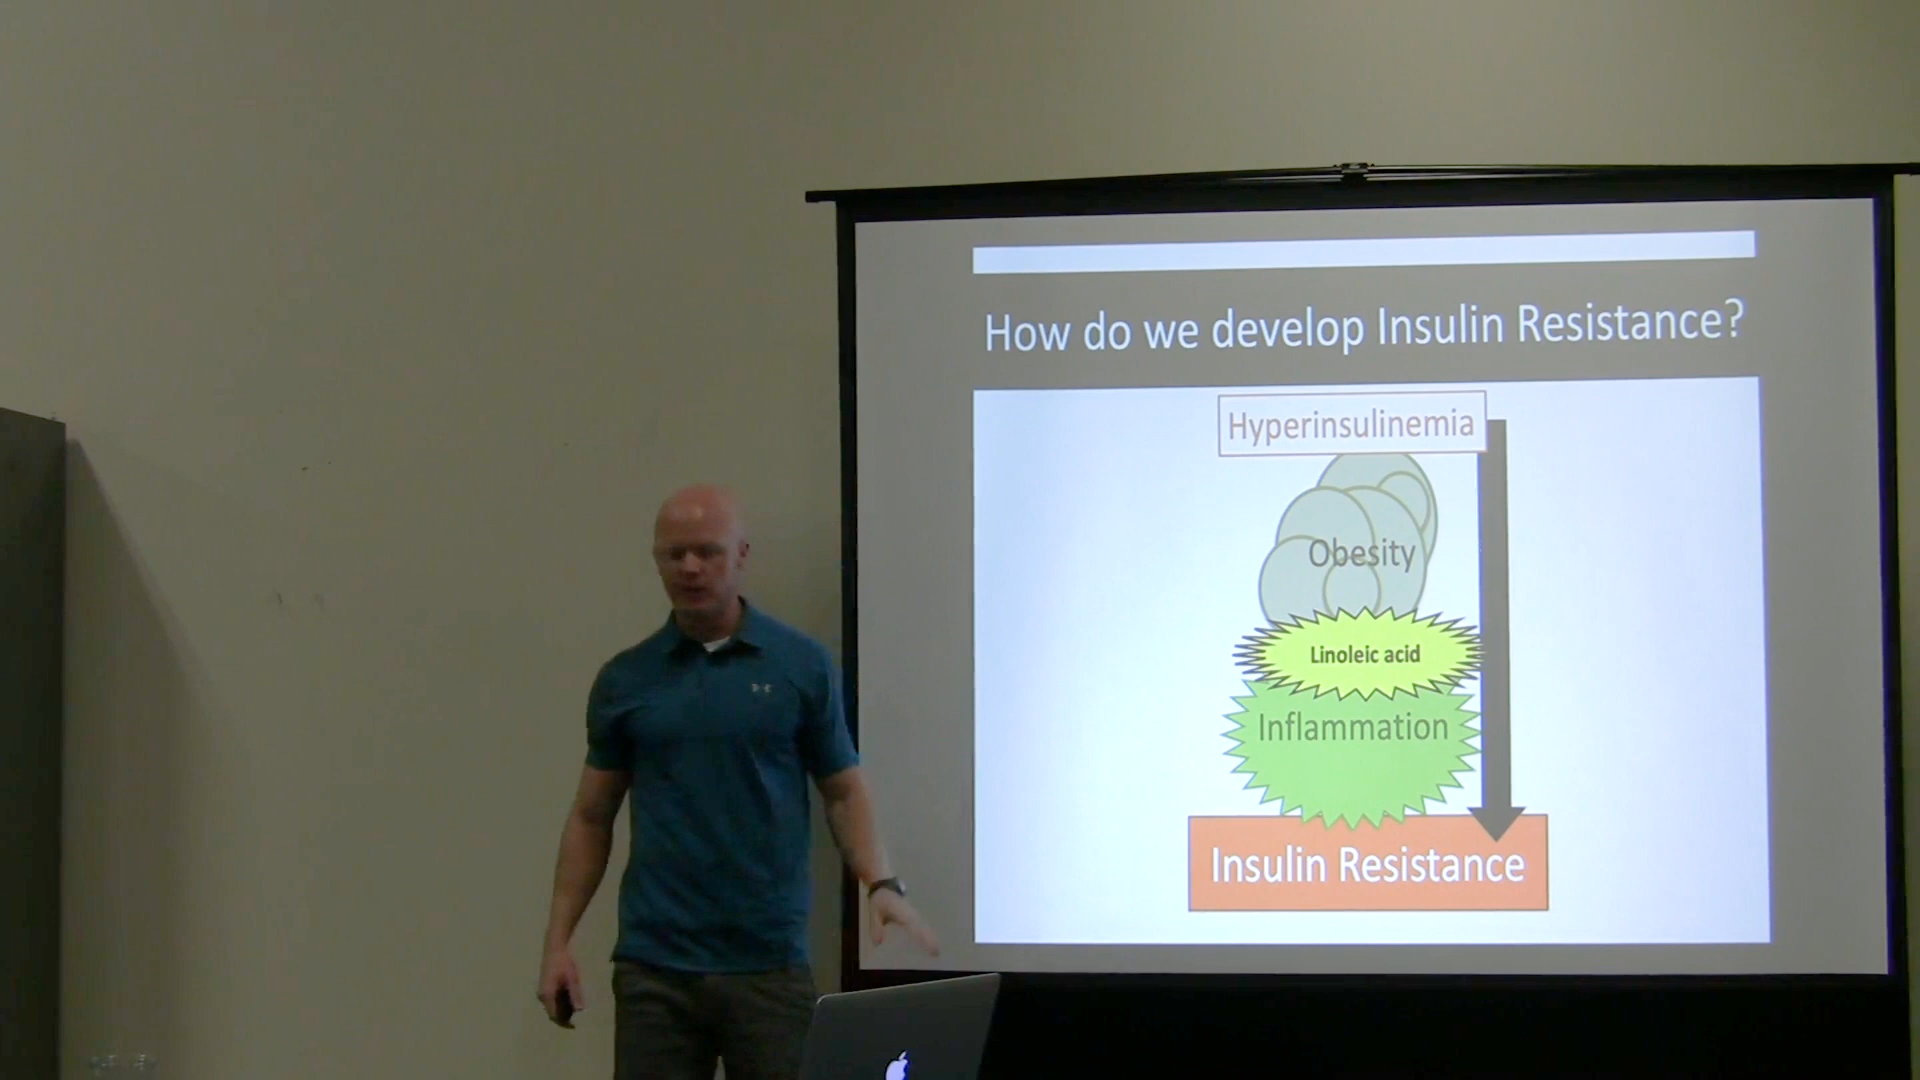 How do we develop Insulin Resistance?
Hyperinsulinemia
Obesity
Linoleic acid
Inflammation
Insulin Resistance